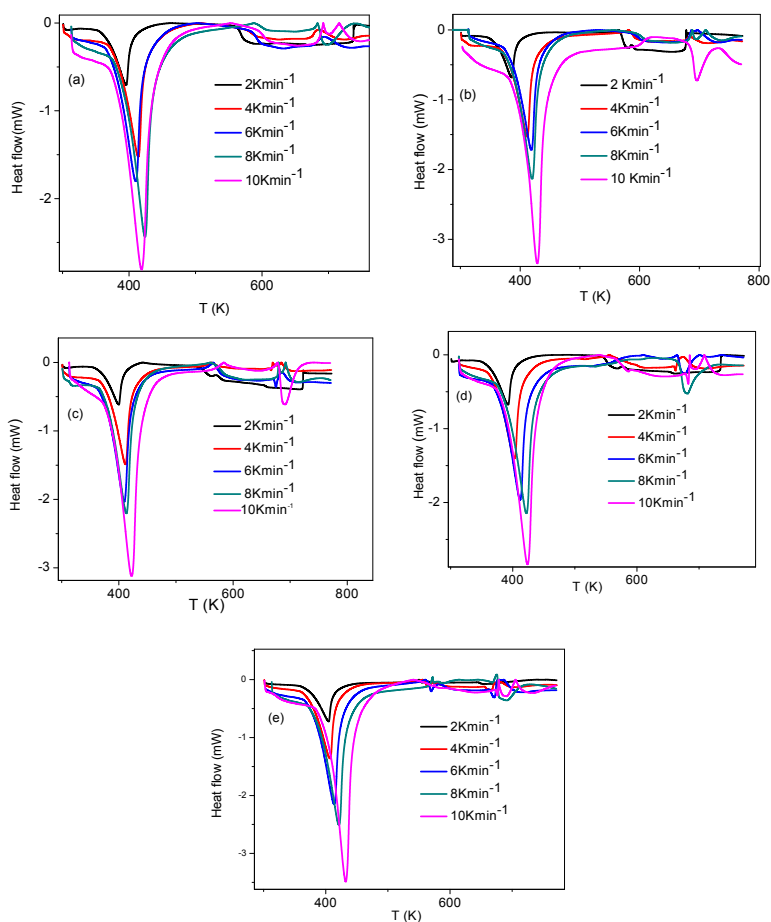 0
-1
-2
400
600
T (K)
Heat flow(mW)
(a)
2Kmin-1
4Kmin-1
6Kmin-1
8Kmin-1
10Kmin-1
0
-1
-2
-3
300
400
500
600
700
800
T (K)
Heat flow (mW)
(b)
2 Kmin-1
4Kmin-1
6Kmin-1
8Kmin-1
10 Kmin-1
0
-1
-2
-3
400
600
800
T (K)
Heat flow (mW)
(c)
2Kmin-1
4Kmin-1
6Kmin-1
8Kmin-1
10Kmin-1
0
-1
-2
400
600
T (K)
Heat flow (mW)
(d)
2Kmin-1
4Kmin-1
6Kmin-1
8Kmin-1
10Kmin-1
0
-1
-2
-3
400
600
T (K)
Heat flow (mW)
(e)
2Kmin-1
4Kmin-1
6Kmin-1
8Kmin-1
10Kmin-1